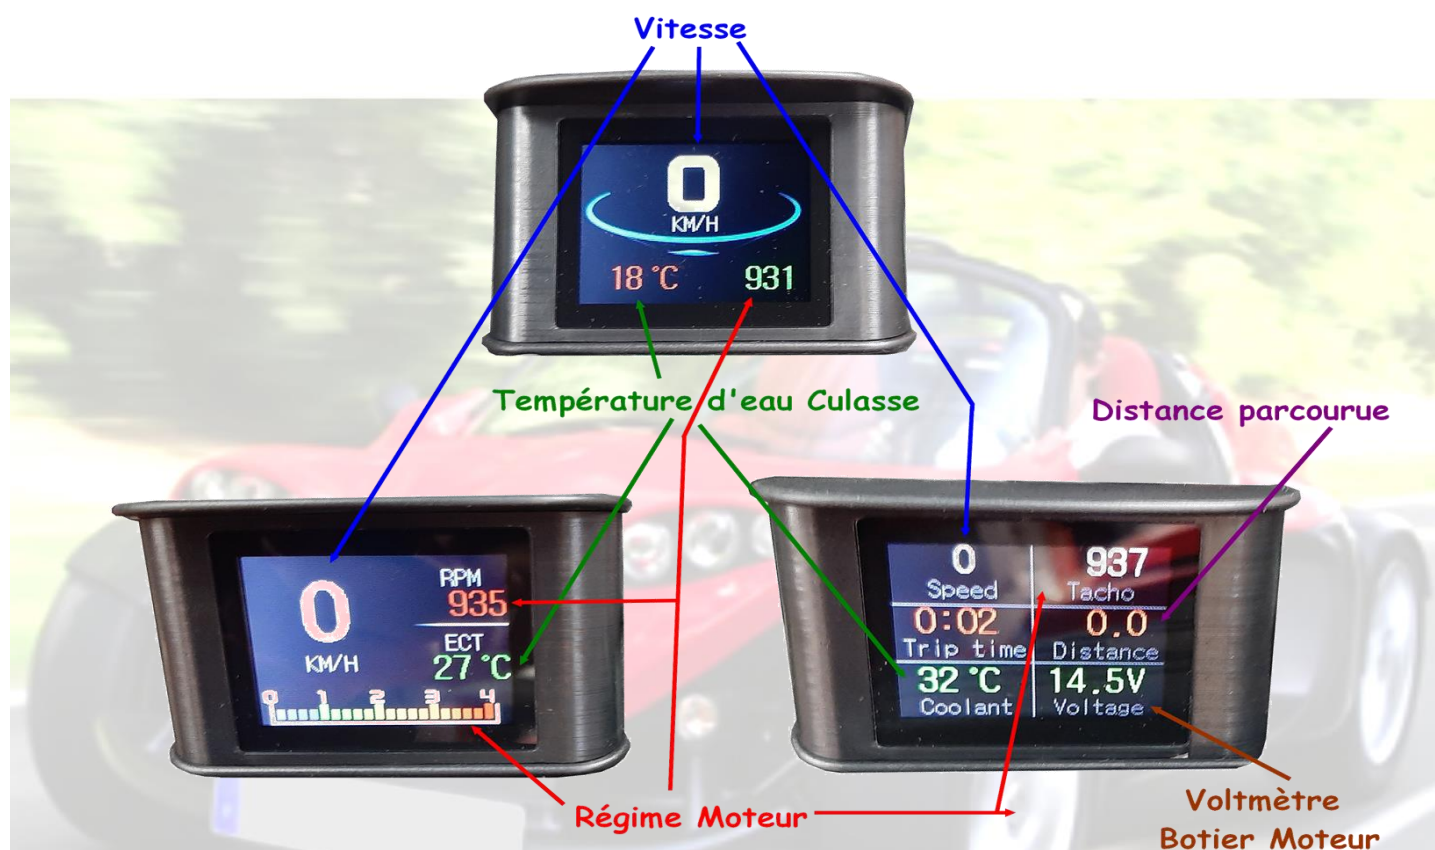 Vitesse
0
KM/H
18 °C 931
Température d'eau Culasse
Distance parcourue
0
KM/H
RPM
935
ECT
27 °C
0 1 2 3 4
0 937
Speed Tacho
0:02 0.0
Trip time Distance
32 °C 14.5V
Coolant Voltage
Régime Moteur
Voltmètre
Botier Moteur